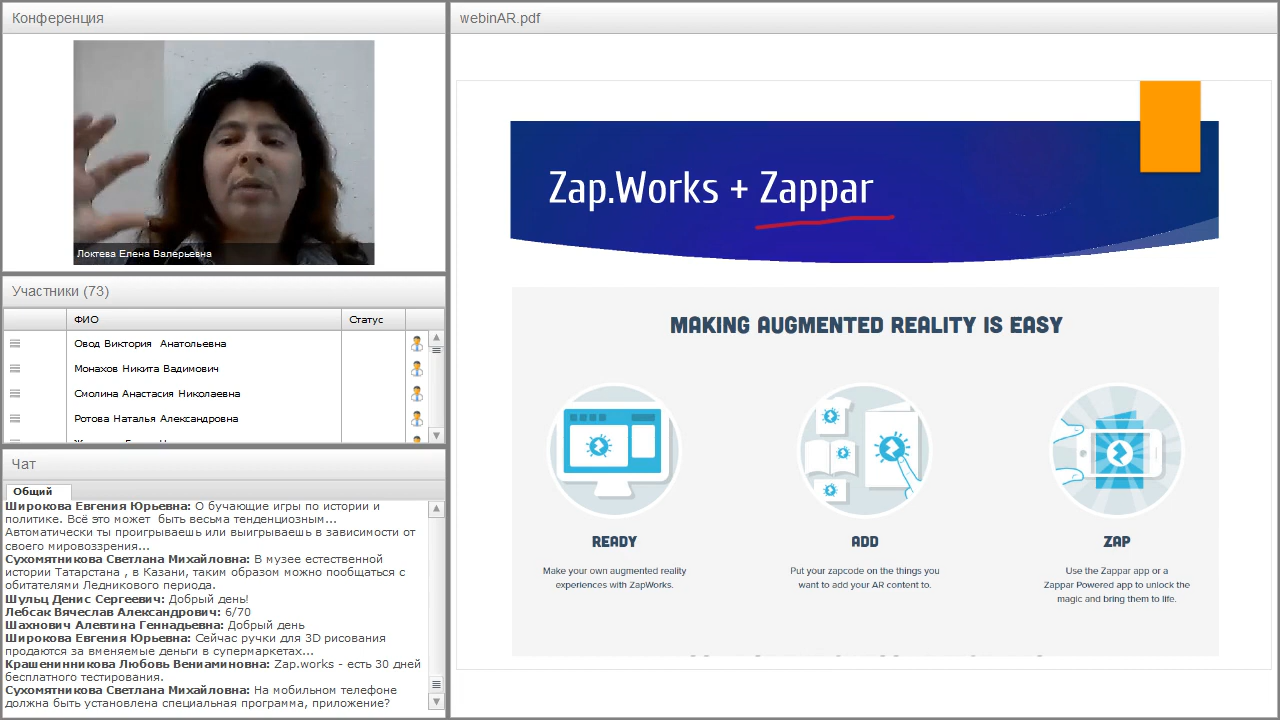 Конференция
Локтева Елена Валерьевна
Участники (73)
ФИО
Статус
Овод Виктория Анатольевна
Монахов Никита Вадимович
Смолина Анастасия Николаевна
Ротова Наталья Александровна
Чат
Общий
Широкова Евгения Юрьевна: О бучающие игры по истории и
политике. Всё это может быть весьма тенденциозным...
Автоматически ты проигрываешь или выигрываешь в зависимости от
своего мировоззрения...
Сухомятникова Светлана Михайловна: В музее естественной
истории Татарстана , в Казани, таким образом можно пообщаться с
обитателями Ледникового периода.
Шульц Денис Сергеевич: Добрый день!
Лебсак Вячеслав Александрович: 6/70
Шахнович Алевтина Геннадьевна: Добрый день
Широкова Евгения Юрьевна: Сейчас ручки для 3D рисования
продаются за вменяемые деньги в супермаркетах...
Крашенинникова Любовь Вениаминовна: Zap.works - есть 30 дней
бесплатного тестирования.
Сухомятникова Светлана Михайловна: На мобильном телефоне
должна быть установлена специальная программа, приложение?
webinAR.pdf
Zap.Works + Zappar
MAKING AUGMENTED REALITY IS EASY
READY
Make your own augmented reality
experiences with ZapWorks.
ADD
Put your zapcode on the things you
want to add your AR content to.
ZAP
Use the Zappar app or a
Zappar Powered app to unlock the
magic and bring them to life.